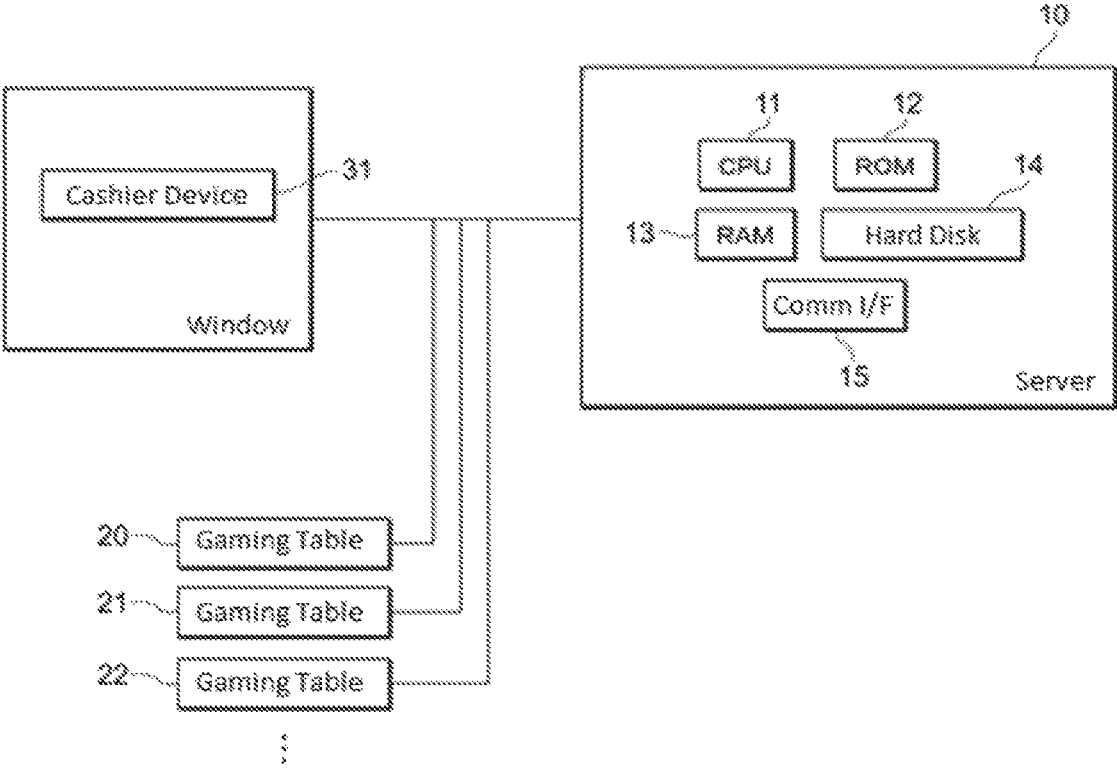 10
11
12
CPU
ROM
14
31
Cashier Device
13
RAM
Hard Disk
Comm I/F
Window
15
Server
20
Gaming Table
21
Gaming Table
22
Gaming Table